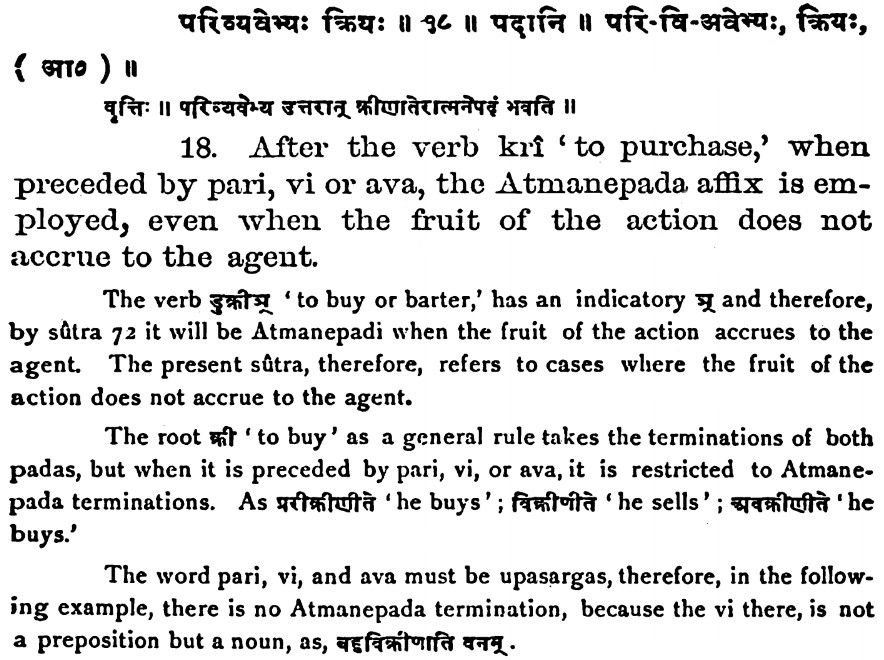 परिव्यवेभ्यः क्रियः ॥ १८ ॥ पदानि ॥ परि-वि-अवेभ्यः, क्रियः,
( आ० ) ॥
वृत्तिः ॥ परिव्यवेभ्य उत्तरात् क्रीणातेरात्मनेपदं भवति ॥
18. After the verb krî ‘to purchase,’ when
preceded by pari, vi or ava, the Atmanepada affix is em-
ployed, even when the fruit of the action does not
accrue to the agent.
The verb डुक्रीञ् ‘to buy or barter,’ has an indicatory ञ् and therefore,
by sûtra 72 it will be Atmanepadi when the fruit of the action accrues to the
agent. The present sûtra, therefore, refers to cases where the fruit of the
action does not accrue to the agent.
The root क्री ‘to buy’ as a general rule takes the terminations of both
padas, but when it is preceded by pari, vi, or ava, it is restricted to Atmane-
pada terminations. As परीक्रीणीते ‘he buys’; विक्रीणीते ‘he sells’; अवक्रीणीते ‘he
buys.’
The word pari, vi, and ava must be upasargas, therefore, in the follow-
ing example, there is no Atmanepada termination, because the vi there, is not
a preposition but a noun, as, बहुविक्रीणाति वनम्.